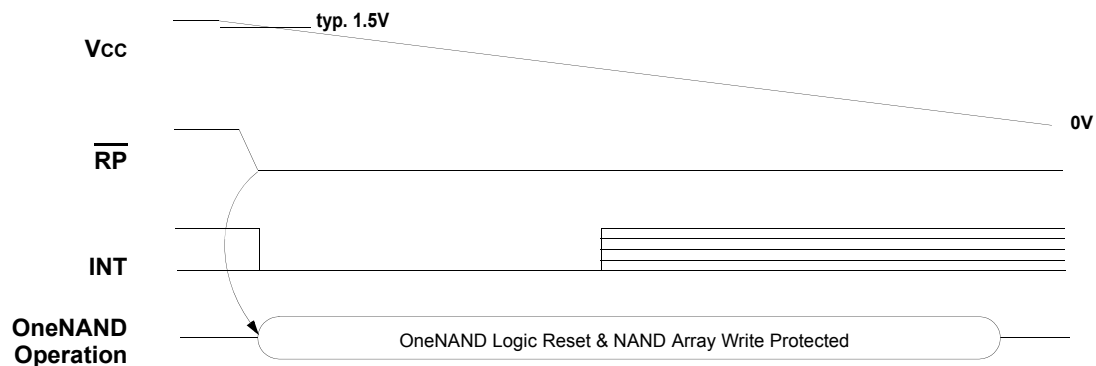 typ. 1.5V
Vcc
0V
RP
INT
OneNAND
Operation
OneNAND Logic Reset & NAND Array Write Protected